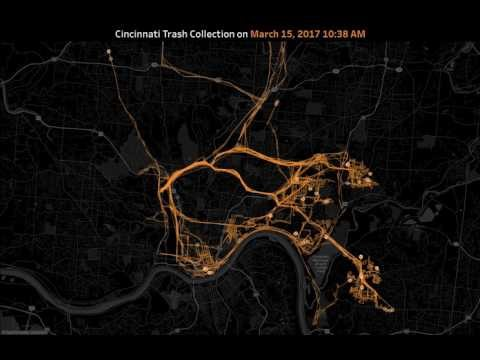 Cincinnati Trash Collection on March 15, 2017 10:38 AM